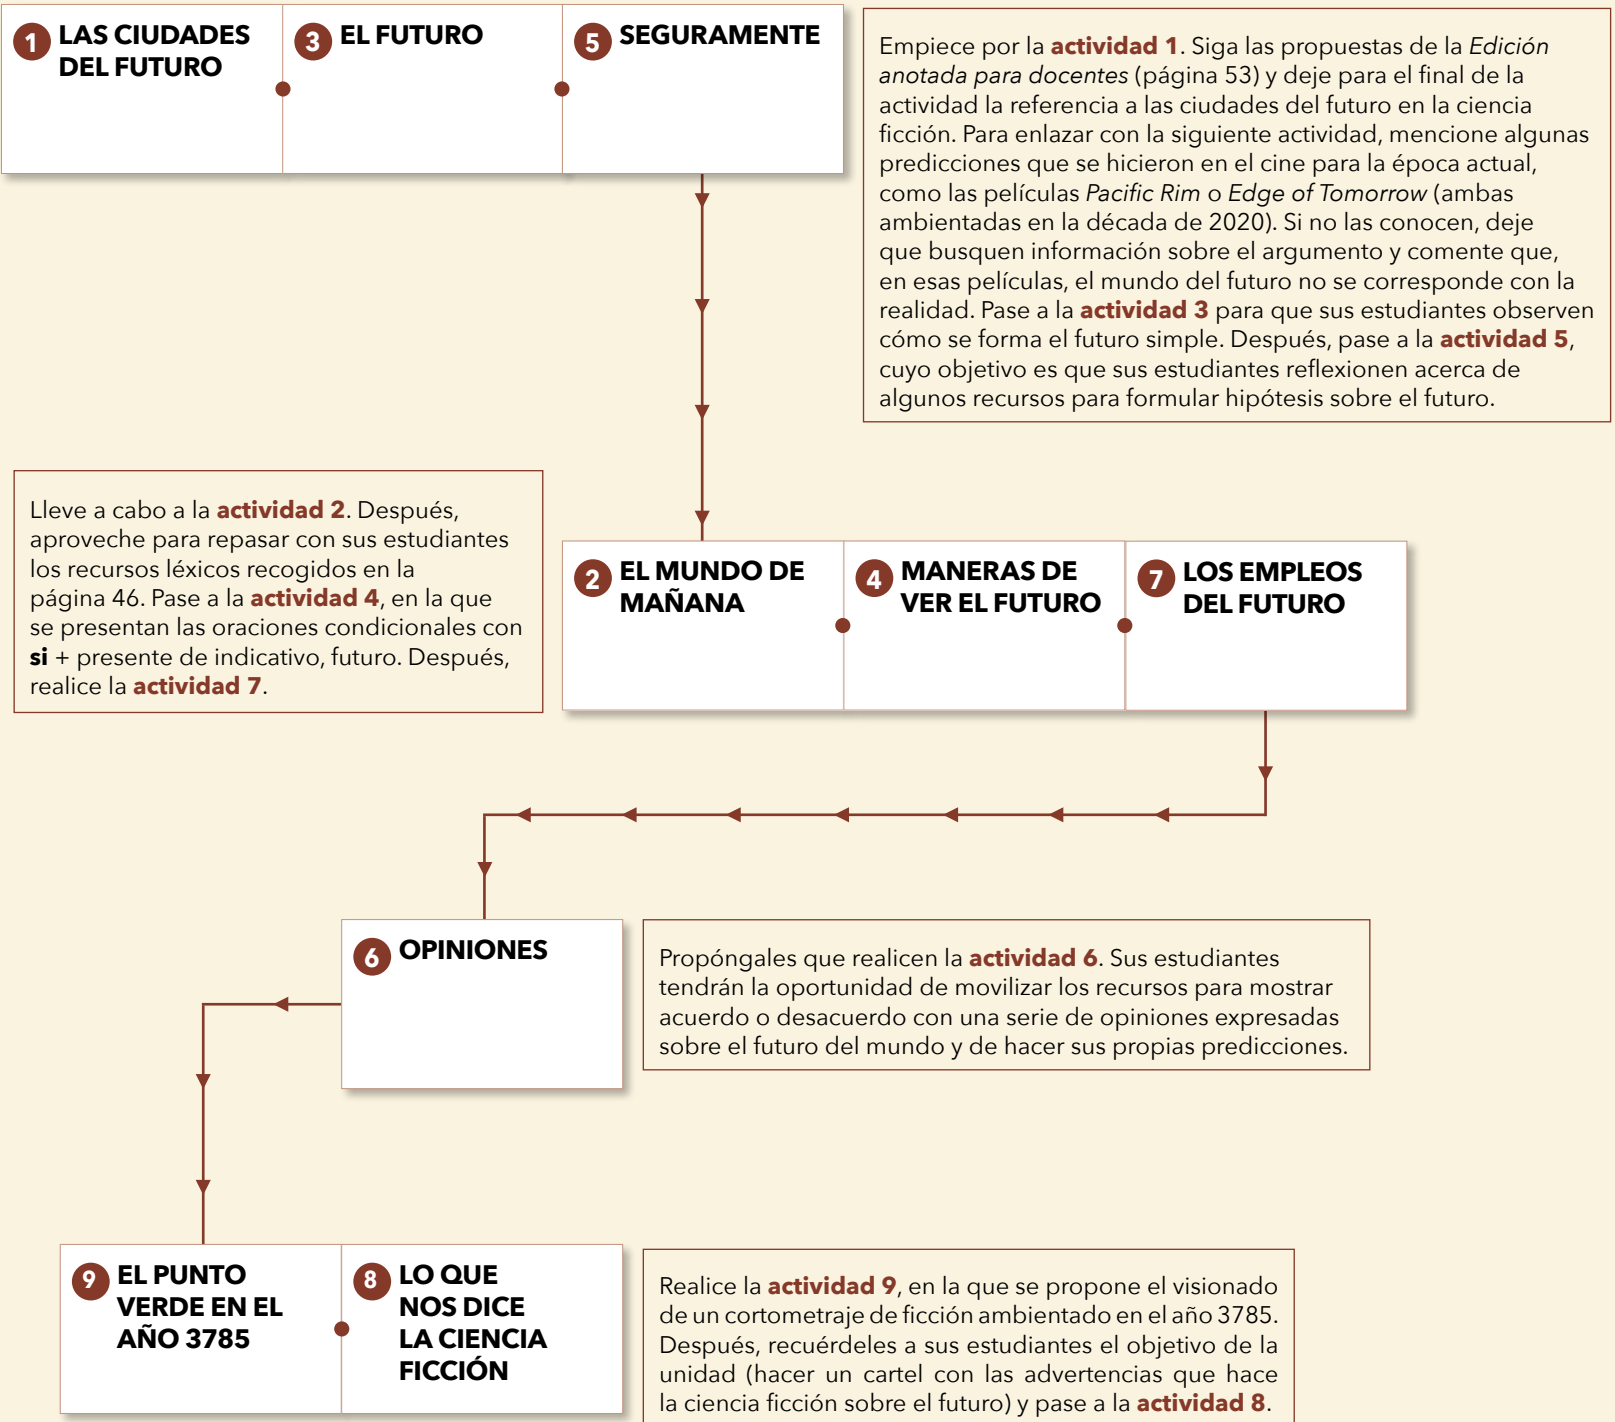 1 LAS CIUDADES
DEL FUTURO
3 EL FUTURO
5 SEGURAMENTE
Empiece por la actividad 1. Siga las propuestas de la Edición
anotada para docentes (página 53) y deje para el final de la
actividad la referencia a las ciudades del futuro en la ciencia
ficción. Para enlazar con la siguiente actividad, mencione algunas
predicciones que se hicieron en el cine para la época actual,
como las películas Pacific Rim o Edge of Tomorrow (ambas
ambientadas en la década de 2020). Si no las conocen, deje
que busquen información sobre el argumento y comente que,
en esas películas, el mundo del futuro no se corresponde con la
realidad. Pase a la actividad 3 para que sus estudiantes observen
cómo se forma el futuro simple. Después, pase a la actividad 5,
cuyo objetivo es que sus estudiantes reflexionen acerca de
algunos recursos para formular hipótesis sobre el futuro.
Lleve a cabo a la actividad 2. Después,
aproveche para repasar con sus estudiantes
los recursos léxicos recogidos en la
página 46. Pase a la actividad 4, en la que
se presentan las oraciones condicionales con
si + presente de indicativo, futuro. Después,
realice la actividad 7.
2 EL MUNDO DE
MAÑANA
4 MANERAS DE
VER EL FUTURO
7 LOS EMPLEOS
DEL FUTURO
6 OPINIONES
Propóngales que realicen la actividad 6. Sus estudiantes
tendrán la oportunidad de movilizar los recursos para mostrar
acuerdo o desacuerdo con una serie de opiniones expresadas
sobre el futuro del mundo y de hacer sus propias predicciones.
9 EL PUNTO
VERDE EN EL
AÑO 3785
8 LO QUE
NOS DICE
LA CIENCIA
FICCIÓN
Realice la actividad 9, en la que se propone el visionado
de un cortometraje de ficción ambientado en el año 3785.
Después, recuérdeles a sus estudiantes el objetivo de la
unidad (hacer un cartel con las advertencias que hace
la ciencia ficción sobre el futuro) y pase a la actividad 8.